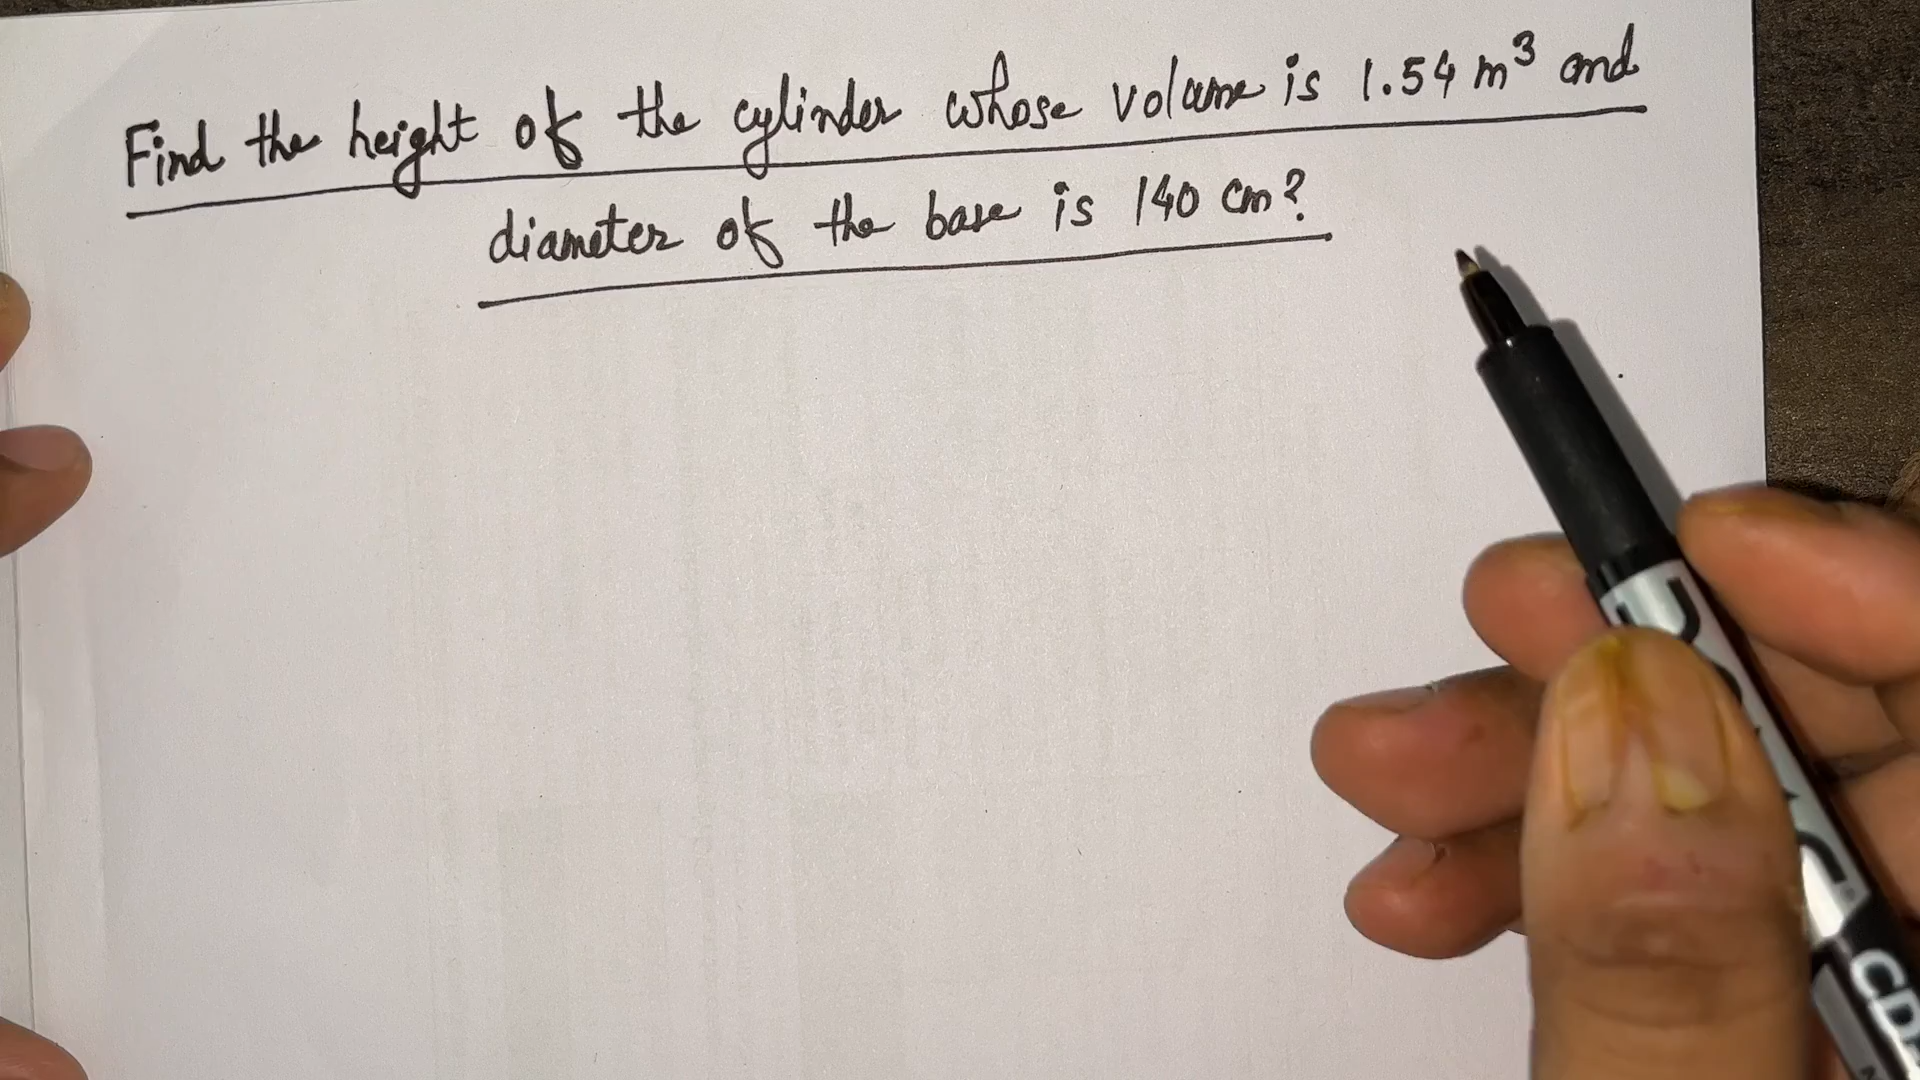 Find the height of the cylinder whose volume is 1.54 m³ and
diameter of the base is 140 cm?